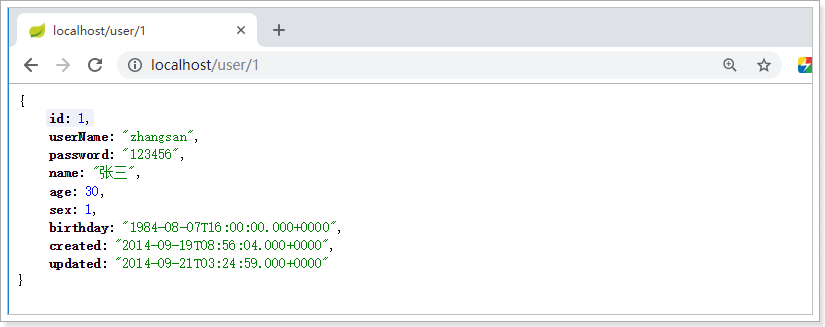 localhost/user/1
localhost/user/1
{
id: 1,
userName: "zhangsan",
password: "123456",
name: "张三",
age: 30,
sex: 1,
birthday: "1984-08-07T16:00:00.000+0000",
created: "2014-09-19T08:56:04.000+0000",
updated: "2014-09-21T03:24:59.000+0000"
}